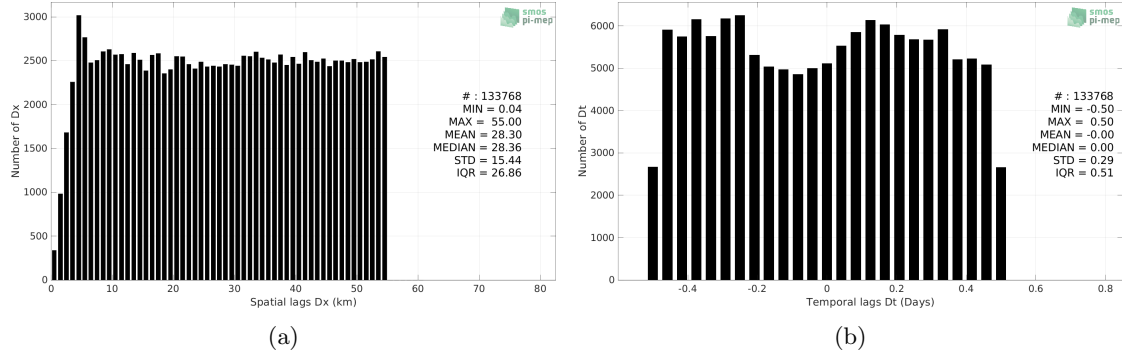 smos
pi-mep
3000
2500
2000
1500
1000
500
0
Number of Dx
# : 133768
MIN = 0.04
MAX = 55.00
MEAN = 28.30
MEDIAN = 28.36
STD = 15.44
IQR = 26.86
0 10 20 30 40 50 60 70 80
Spatial lags Dx (km)
(a)
smos
pi-mep
6000
5000
4000
3000
2000
1000
0
Number of Dt
# : 133768
MIN = -0.50
MAX = 0.50
MEAN = -0.00
MEDIAN = 0.00
STD = 0.29
IQR = 0.51
-0.4 -0.2 0 0.2 0.4 0.6 0.8
Temporal lags Dt (Days)
(b)